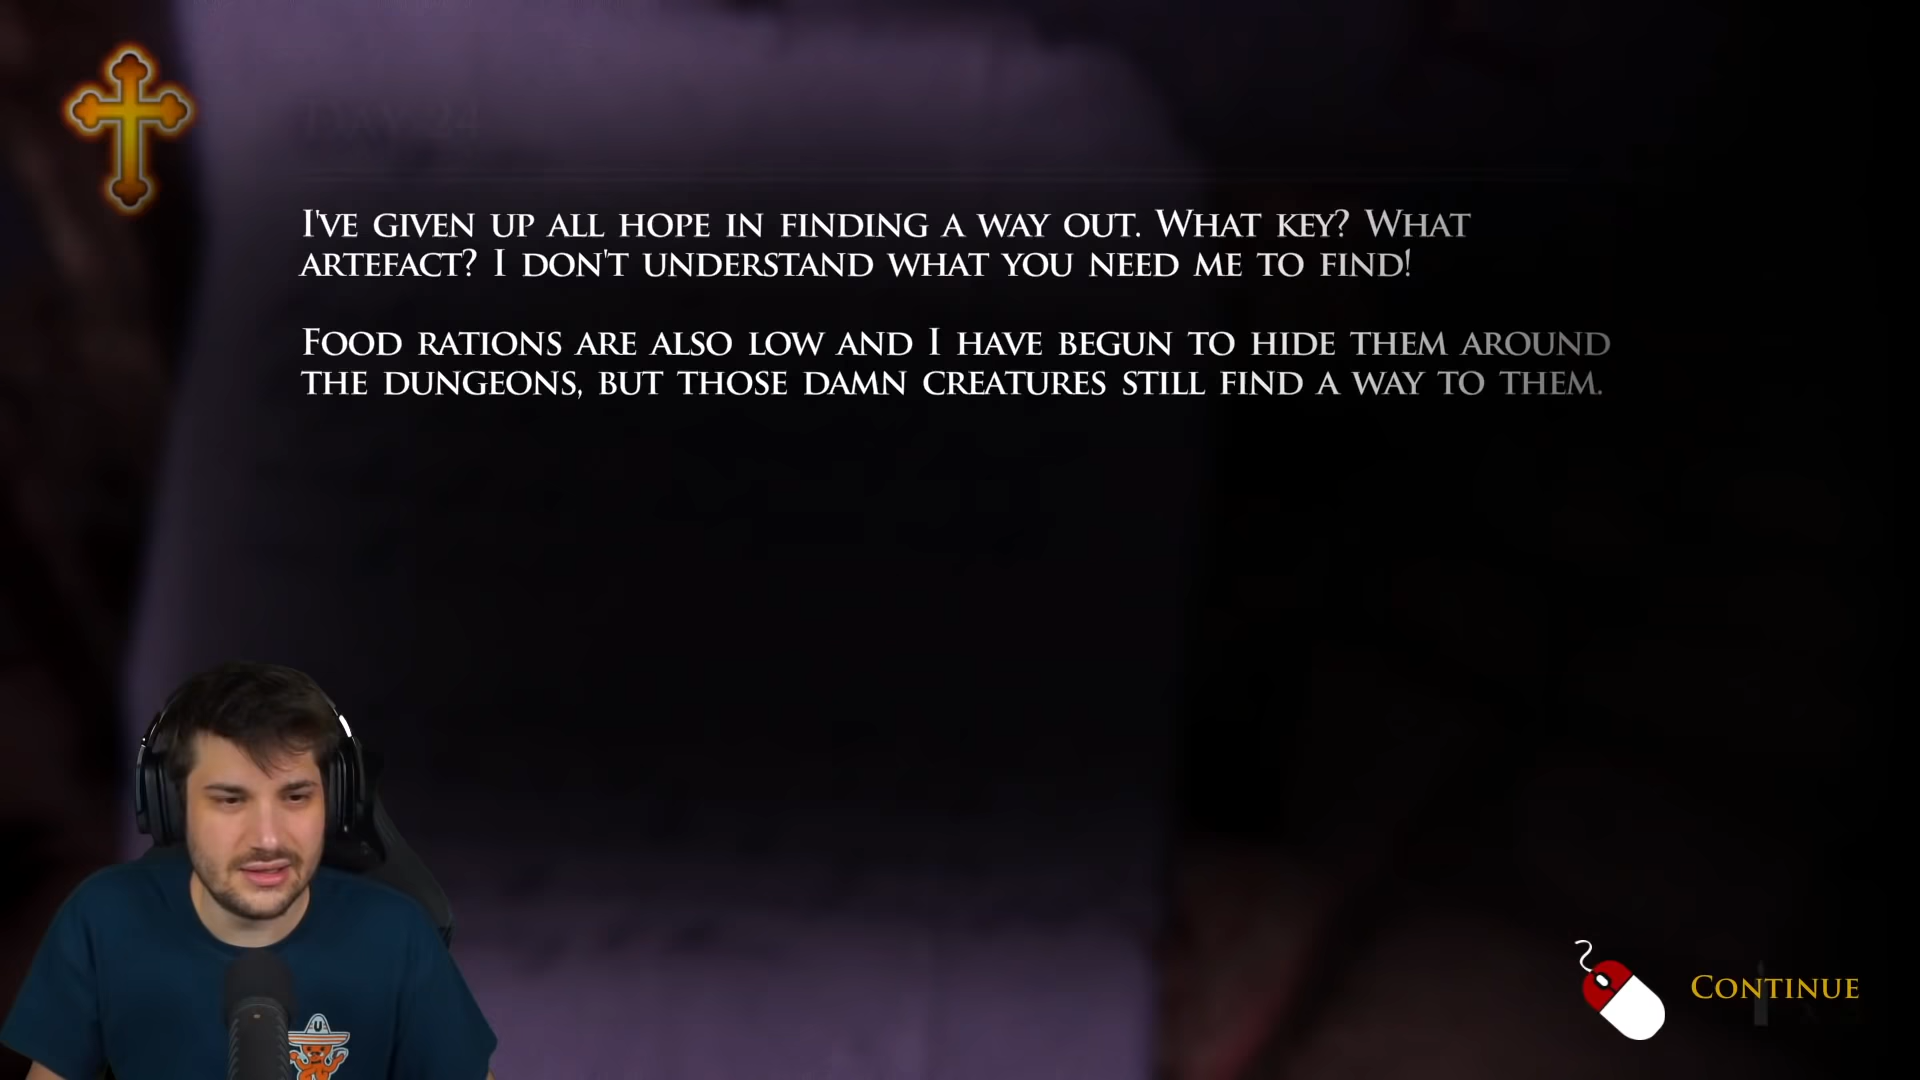 Day 24
I've given up all hope in finding a way out. What key? What
artefact? I don't understand what you need me to find!
Food rations are also low and I have begun to hide them around
the dungeons, but those damn creatures still find a way to them.
Continue
U